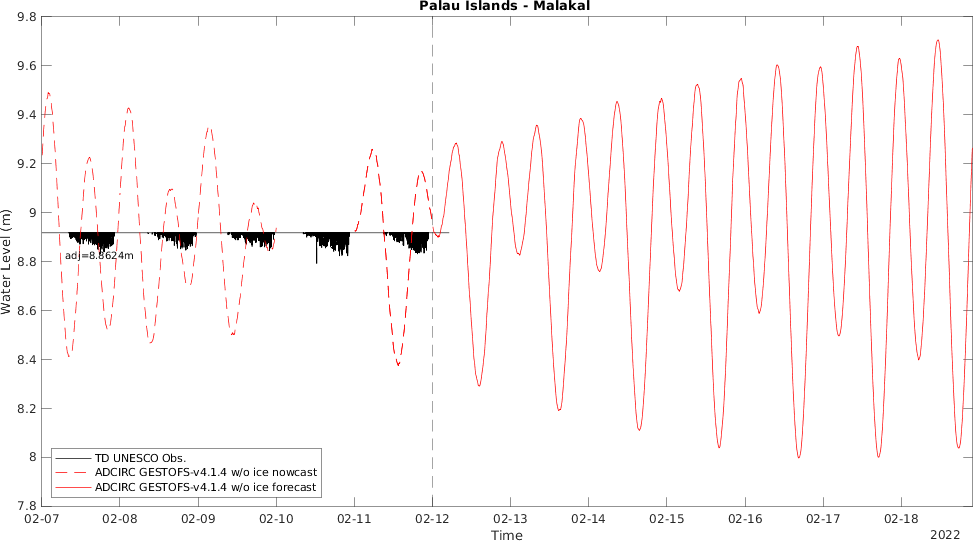 Palau Islands - Malakal
9.8
9.6
9.4
9.2
9
8.8
8.6
8.4
8.2
8
7.8
Water Level (m)
adj=8.8624m
TD UNESCO Obs.
ADCIRC GESTOFS-v4.1.4 w/o ice nowcast
ADCIRC GESTOFS-v4.1.4 w/o ice forecast
02-07 02-08 02-09 02-10 02-11 02-12 02-13 02-14 02-15 02-16 02-17 02-18
Time
2022